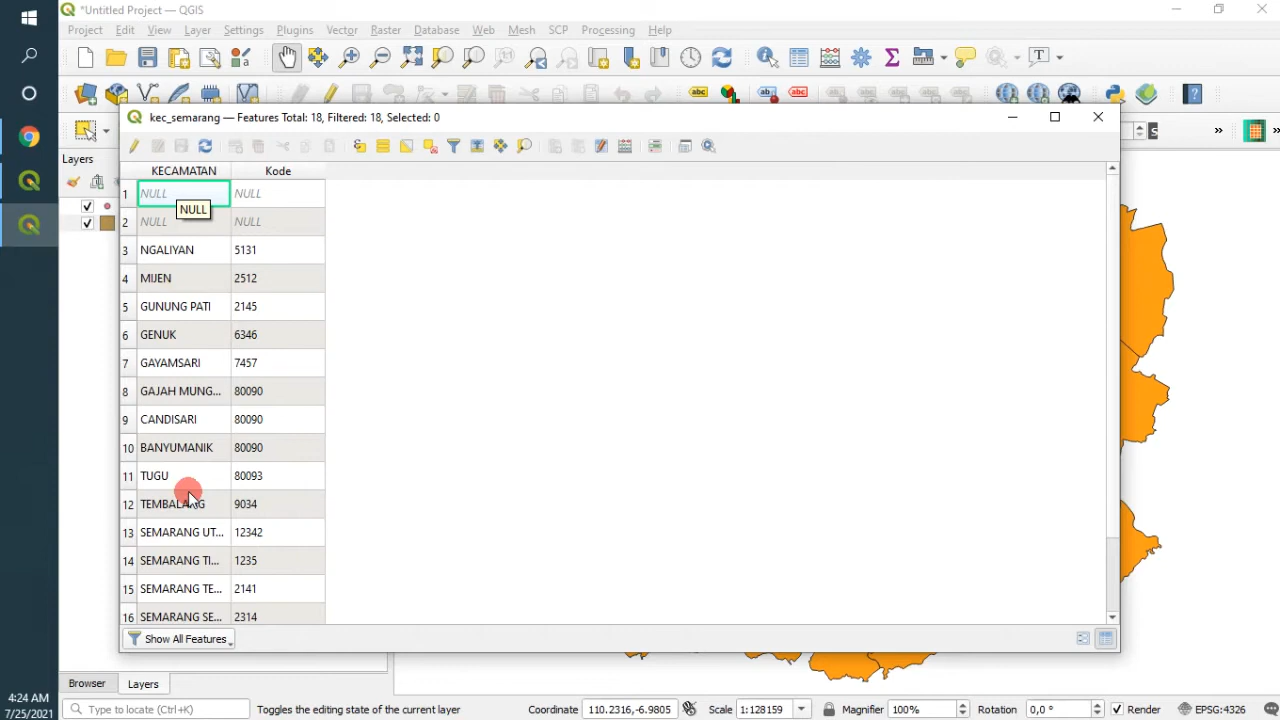 *Untitled Project — QGIS
Project Edit View Layer Settings Plugins Vector Raster Database Web Mesh SCP Processing Help
kec_semarang — Features Total: 18, Filtered: 18, Selected: 0
Layers
KECAMATAN Kode
1 NULL NULL
NULL
2 NULL NULL
3 NGALIYAN 5131
4 MIJEN 2512
5 GUNUNG PATI 2145
6 GENUK 6346
7 GAYAMSARI 7457
8 GAJAH MUNG... 80090
9 CANDISARI 80090
10 BANYUMANIK 80090
11 TUGU 80093
12 TEMBALANG 9034
13 SEMARANG UT... 12342
14 SEMARANG TI... 1235
15 SEMARANG TE... 2141
16 SEMARANG SE... 2314
Show All Features
Browser Layers
Type to locate (Ctrl+K) Toggles the editing state of the current layer Coordinate 110.2316,-6.9805 Scale 1:128159 Magnifier 100% Rotation 0,0 ° Render EPSG:4326
4:24 AM
7/25/2021